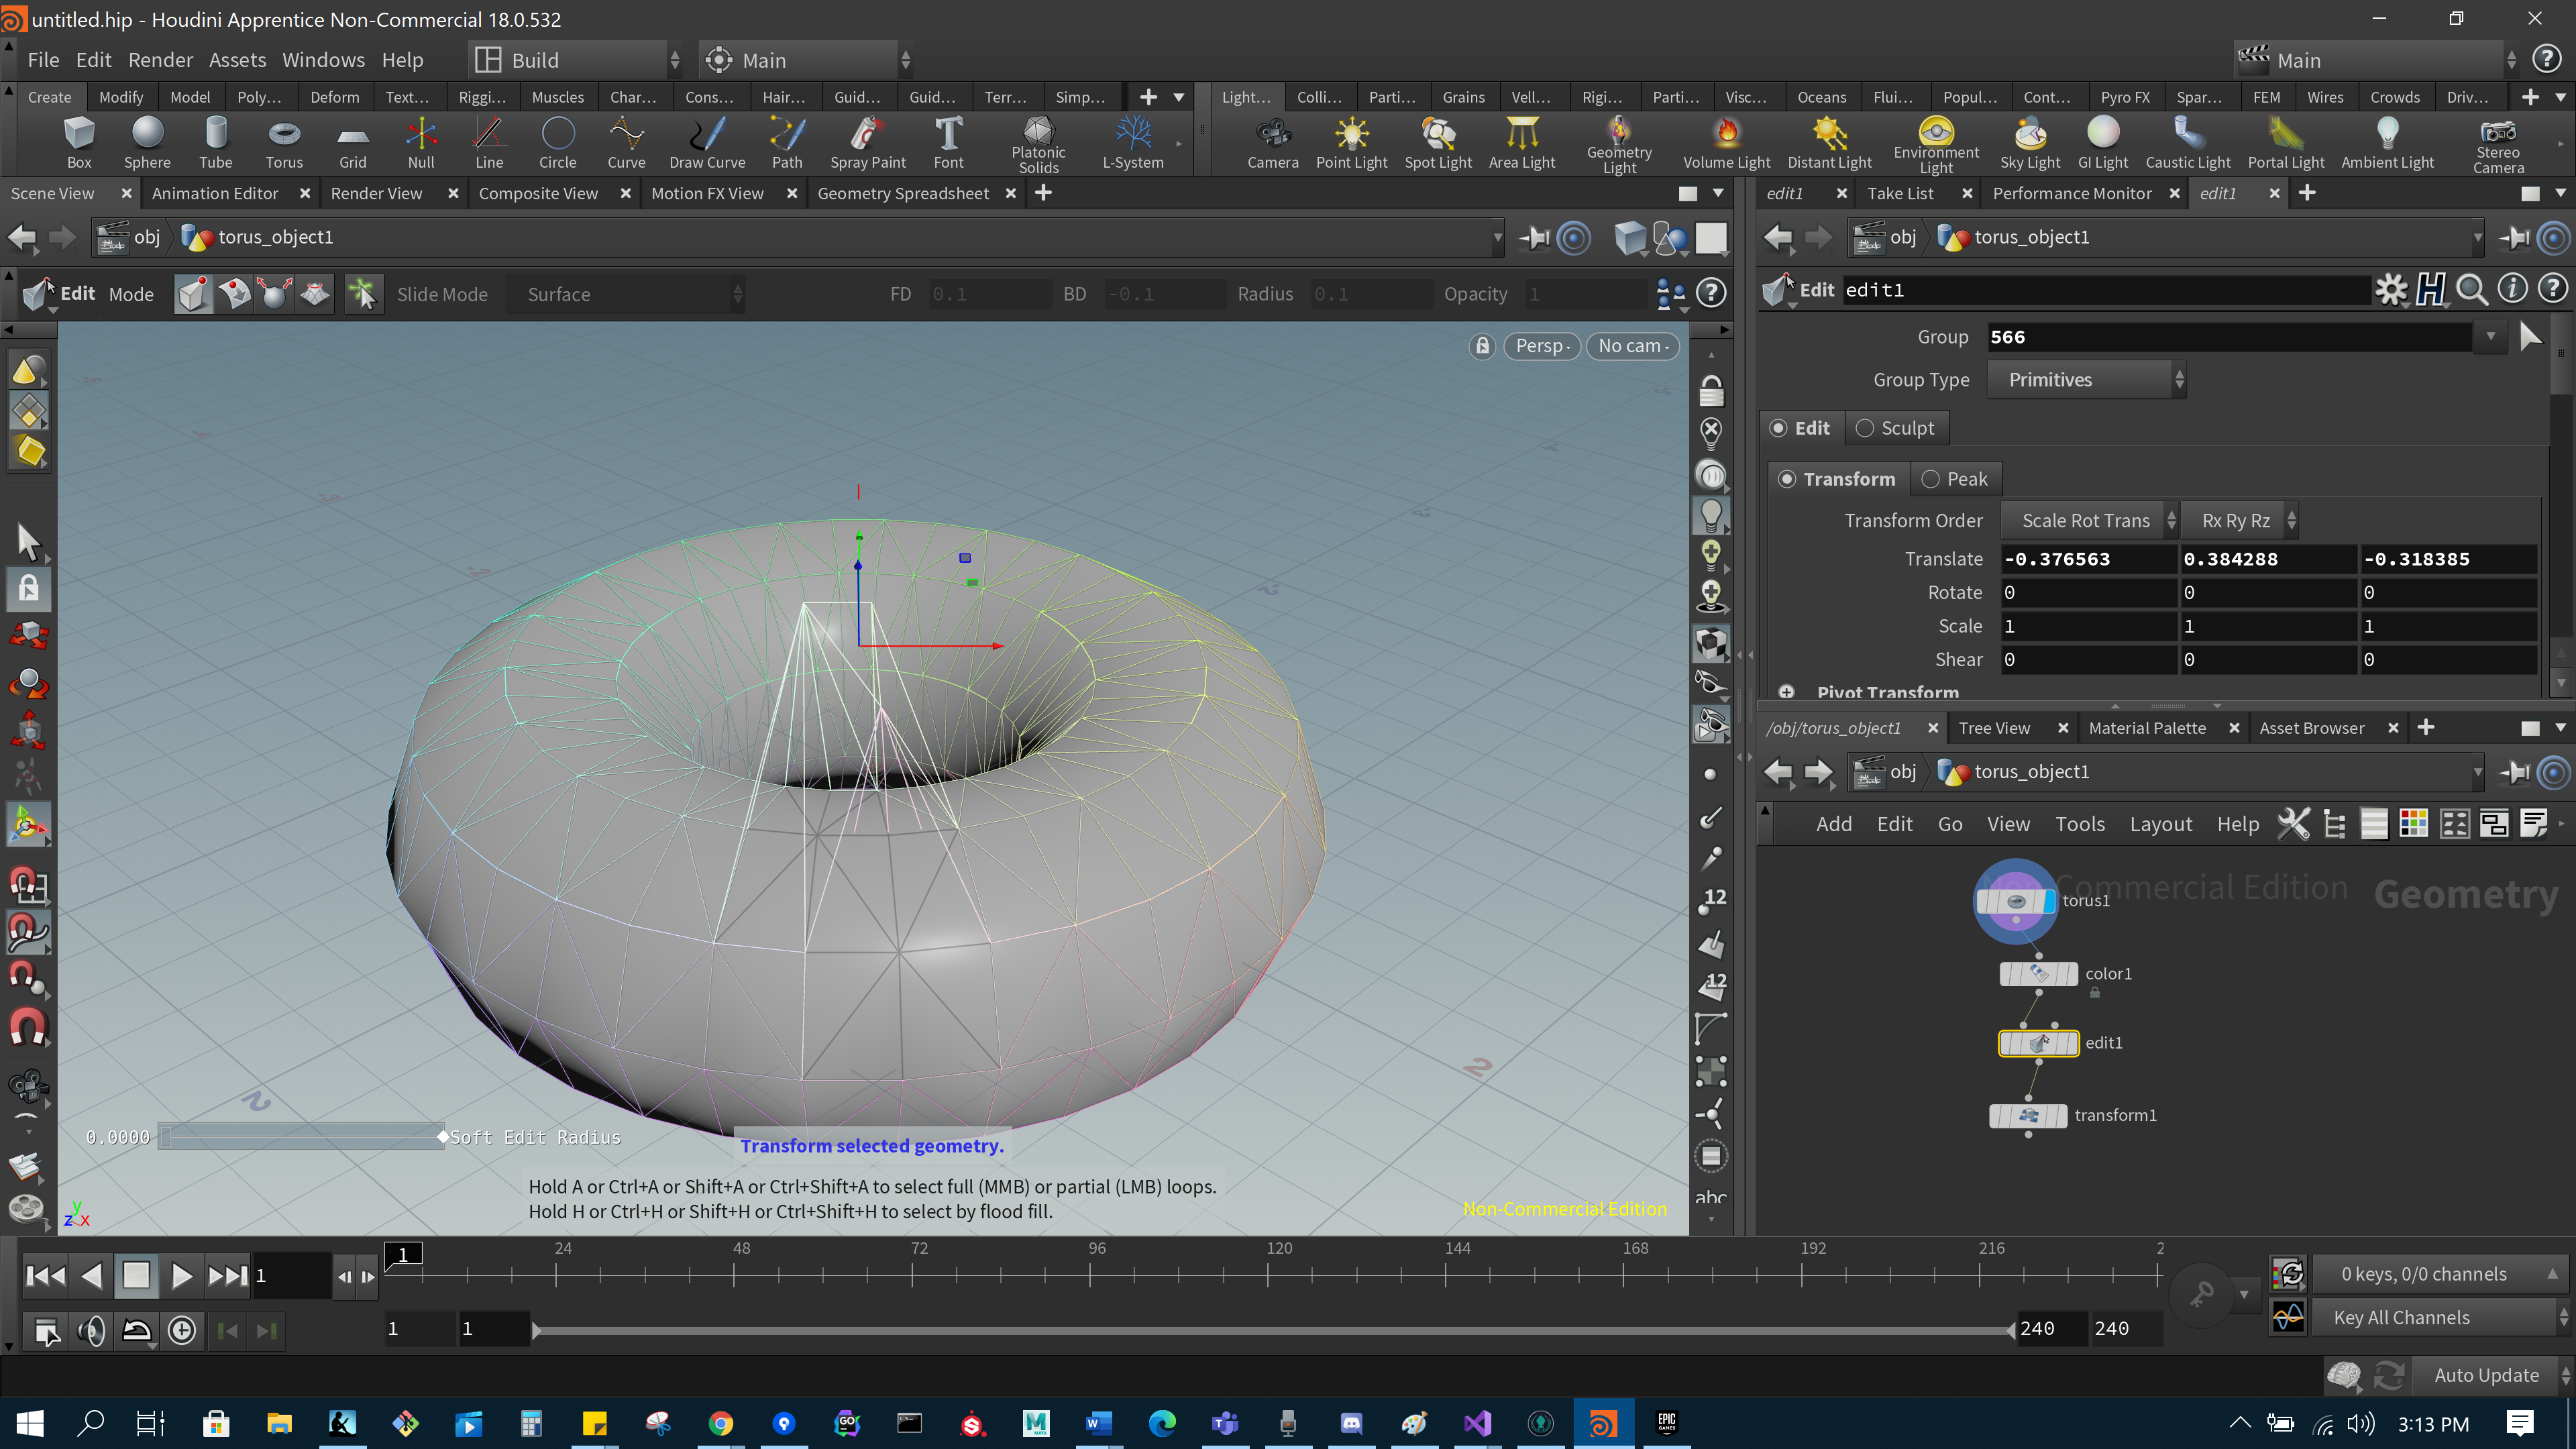 untitled.hip - Houdini Apprentice Non-Commercial 18.0.532
File Edit Render Assets Windows Help Build Main Main
Create Modify Model Poly... Deform Text... Riggi... Muscles Char... Cons... Hair... Guid... Guid... Terr... Simp...
Light... Colli... Parti... Grains Vell... Rigi... Parti... Visc... Oceans Flui... Popul... Cont... Pyro FX Spar... FEM Wires Crowds Driv...
Box Sphere Tube Torus Grid Null Line Circle Curve Draw Curve Path Spray Paint Font Platonic Solids L-System
Camera Point Light Spot Light Area Light Geometry Light Volume Light Distant Light Environment Light Sky Light GI Light Caustic Light Portal Light Ambient Light Stereo Camera
Scene View Animation Editor Render View Composite View Motion FX View Geometry Spreadsheet
obj torus_object1
Edit Mode Slide Mode Surface FD 0.1 BD -0.1 Radius 0.1 Opacity 1
Persp No cam
2
2
0.0000 Soft Edit Radius
Transform selected geometry.
Hold A or Ctrl+A or Shift+A or Ctrl+Shift+A to select full (MMB) or partial (LMB) loops.
Hold H or Ctrl+H or Shift+H or Ctrl+Shift+H to select by flood fill.
Non-Commercial Edition
y
z x
12
12
abc
edit1 Take List Performance Monitor edit1
obj torus_object1
Edit edit1
Group 566
Group Type Primitives
Edit Sculpt
Transform Peak
Transform Order Scale Rot Trans Rx Ry Rz
Translate -0.376563 0.384288 -0.318385
Rotate 0 0 0
Scale 1 1 1
Shear 0 0 0
Pivot Transform
/obj/torus_object1 Tree View Material Palette Asset Browser
obj torus_object1
Add Edit Go View Tools Layout Help
Non-Commercial Edition Geometry
torus1
color1
edit1
transform1
1 1 24 48 72 96 120 144 168 192 216 2
1 1 240 240
0 keys, 0/0 channels
Key All Channels
Auto Update
GO
MAYA
EPIC GAMES
3:13 PM